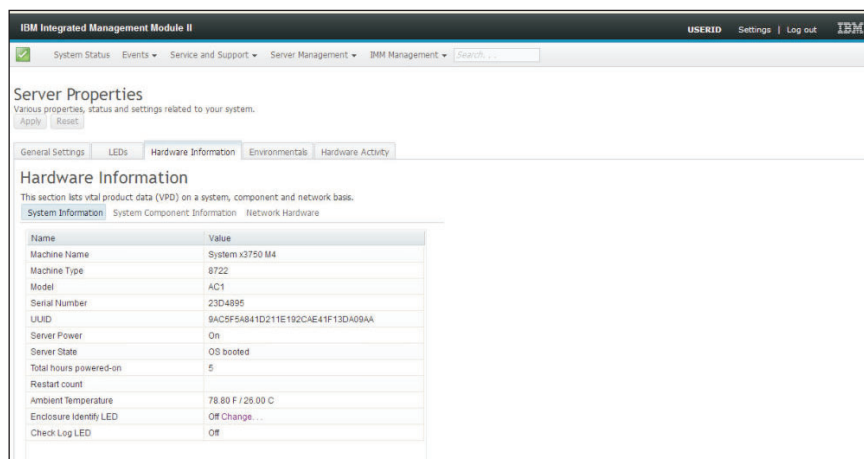 IBM Integrated Management Module II USERID Settings | Log out IBM
System Status Events Service and Support Server Management IMM Management Search...
Server Properties
Various properties, status and settings related to your system.
Apply Reset
General Settings LEDs Hardware Information Environmentals Hardware Activity
Hardware Information
This section lists vital product data (VPD) on a system, component and network basis.
System Information System Component Information Network Hardware
Name Value
Machine Name System x3750 M4
Machine Type 8722
Model AC1
Serial Number 23D4895
UUID 9AC5F5A841D211E192CAE41F13DA09AA
Server Power On
Server State OS booted
Total hours powered-on 5
Restart count
Ambient Temperature 78.80 F / 26.00 C
Enclosure Identify LED Off Change...
Check Log LED Off